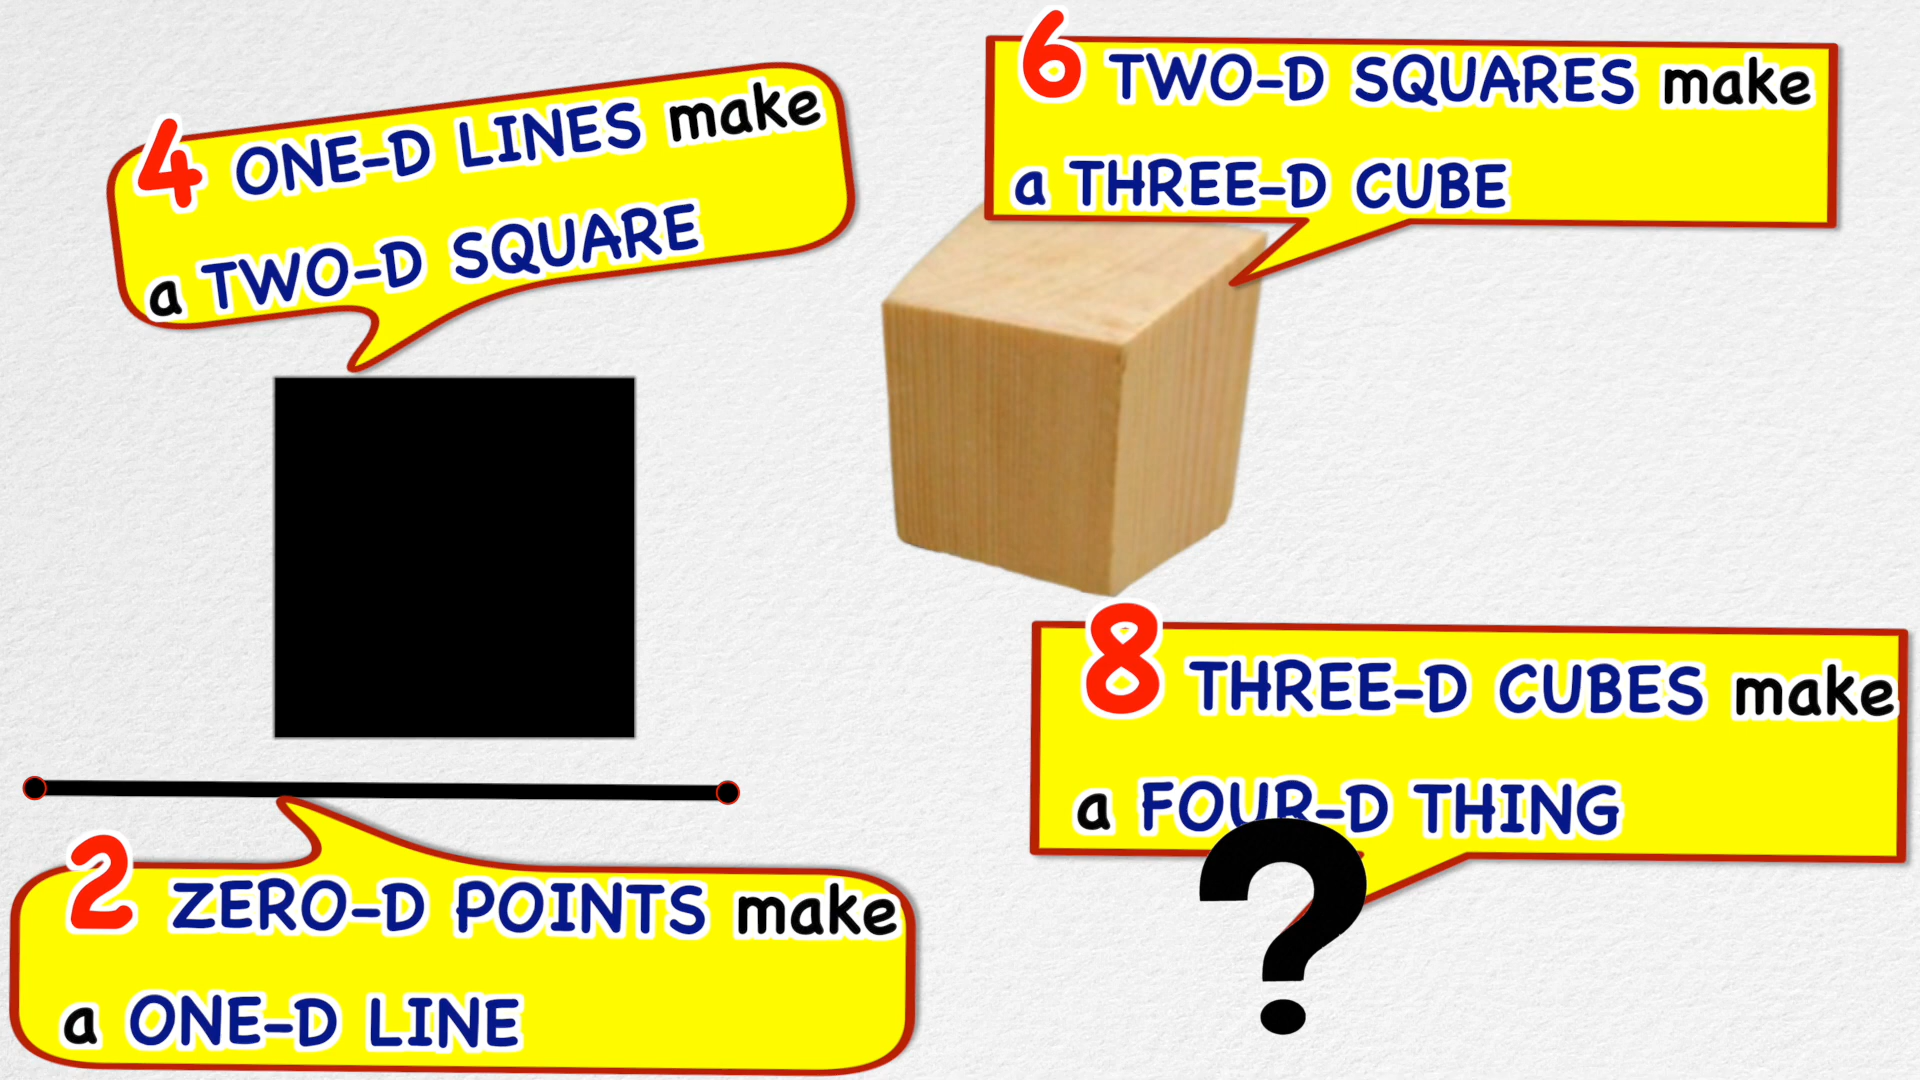 4 ONE-D LINES make
a TWO-D SQUARE
6 TWO-D SQUARES make
a THREE-D CUBE
2 ZERO-D POINTS make
a ONE-D LINE
8 THREE-D CUBES make
a FOUR-D THING
?